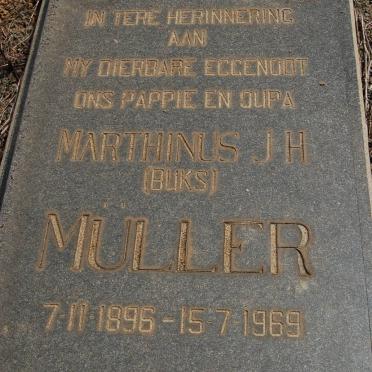 IN TERE HERINNERING
AAN
MY DIERBARE EGGENOOT
ONS PAPPIE EN OUPA
MARTHINUS J H
(BUKS)
MÜLLER
7·11·1896 – 15·7·1969